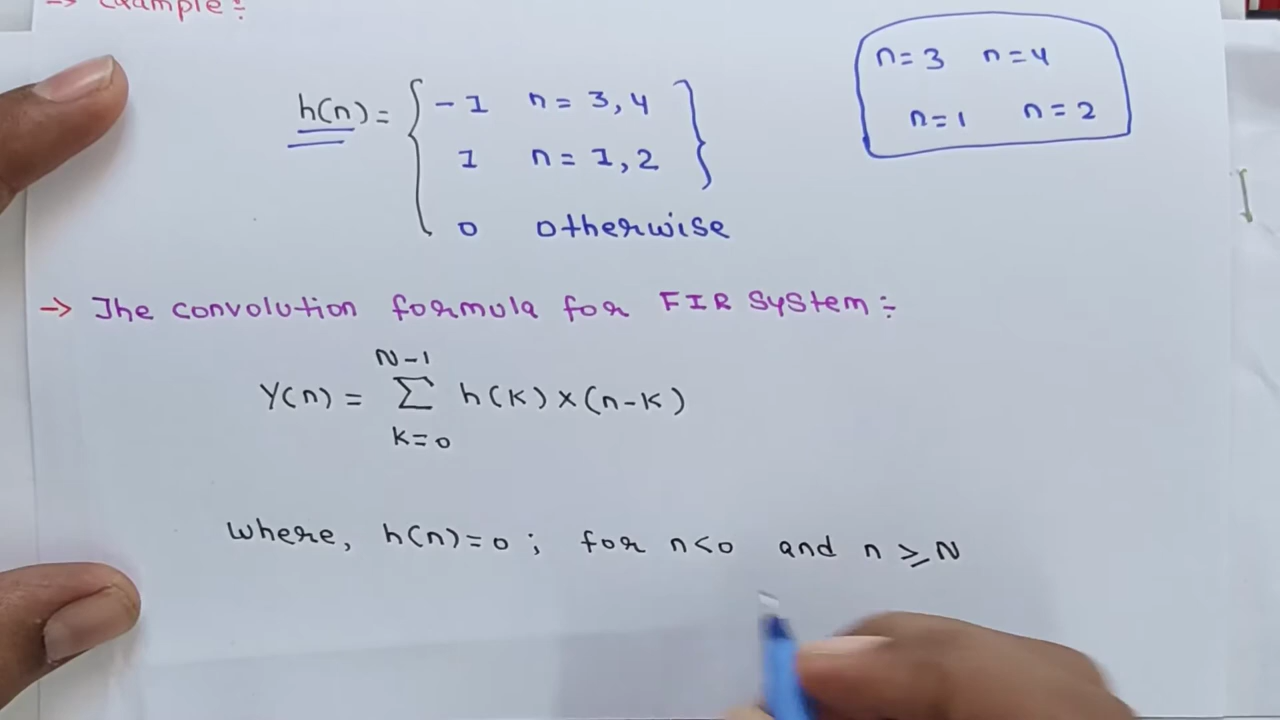 → Example:-
n=3 n=4
n=1 n=2
h(n) = { -1 n = 3,4 }
1 n = 1,2
0 otherwise
→ The convolution formula for FIR System:-
N-1
Y(n) = Σ h(k) x (n-k)
k=0
where, h(n)=0 ; for n<0 and n ≥ N